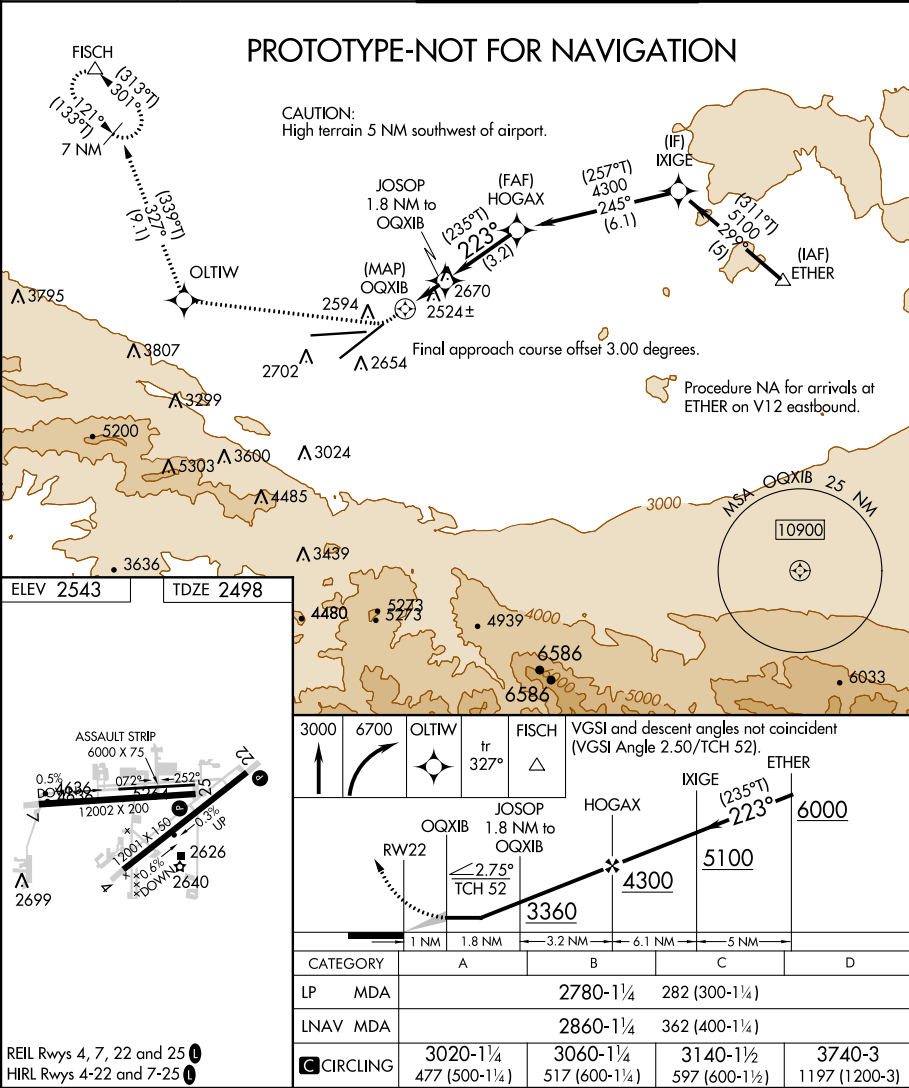 PROTOTYPE-NOT FOR NAVIGATION
FISCH
(313°T)
301°
121°
(133°T)
7 NM
CAUTION:
High terrain 5 NM southwest of airport.
(IF)
IXIGE
(257°T)
4300
245°
(6.1)
(FAF)
HOGAX
JOSOP
1.8 NM to
OQXIB
(235°T)
223°
(3.2)
(311°T)
5100
299°
(5)
(IAF)
ETHER
(339°T)
327°
(9.1)
OLTIW
(MAP)
OQXIB
3795
2594
2670
2524±
Final approach course offset 3.00 degrees.
3807
2702
2654
Procedure NA for arrivals at
ETHER on V12 eastbound.
3299
5200
5303
3600
3024
4485
3000
MSA OQXIB 25 NM
10900
3439
3636
4480
5273
5273
4939
4000
6586
6586
6000
5000
6033
ELEV 2543
TDZE 2498
ASSAULT STRIP
6000 X 75
072°
252°
0.5%
DOWN
4636
5264
7
25
22
12002 X 200
12001 X 150
P
P
0.3%
UP
0.6%
DOWN
4
2626
2640
2699
REIL Rwys 4, 7, 22 and 25 L
HIRL Rwys 4-22 and 7-25 L
3000
6700
OLTIW
tr
327°
FISCH
VGSI and descent angles not coincident
(VGSI Angle 2.50/TCH 52).
ETHER
IXIGE
HOGAX
JOSOP
1.8 NM to
OQXIB
OQXIB
RW22
(235°T)
223°
6000
5100
4300
3360
2.75°
TCH 52
1 NM 1.8 NM 3.2 NM 6.1 NM 5 NM
CATEGORY A B C D
LP MDA 2780-1¼ 282 (300-1¼)
LNAV MDA 2860-1¼ 362 (400-1¼)
C CIRCLING 3020-1¼ 3060-1¼ 3140-1½ 3740-3
477 (500-1¼) 517 (600-1¼) 597 (600-1½) 1197 (1200-3)